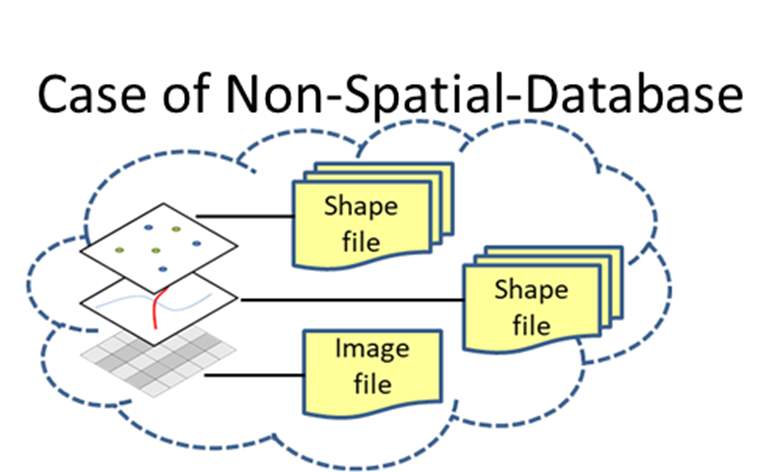 Case of Non-Spatial-Database
Shape
file
Shape
file
Image
file